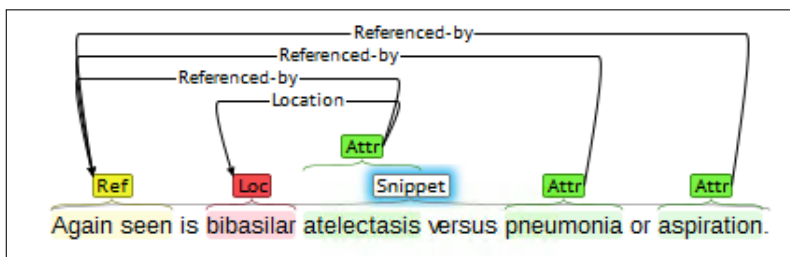 Referenced-by
Referenced-by
Referenced-by
Location
Attr
Ref Loc Snippet Attr Attr
Again seen is bibasilar atelectasis versus pneumonia or aspiration.